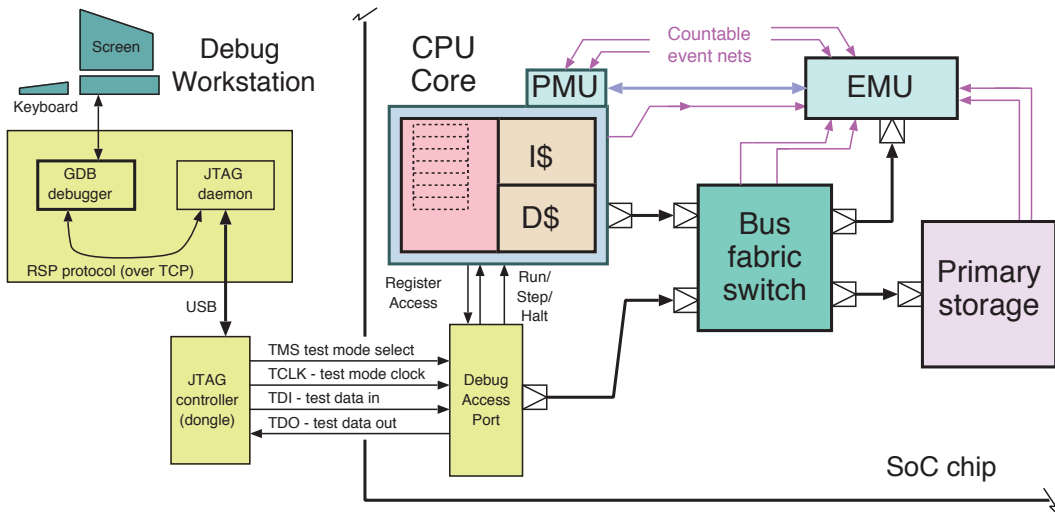 Screen
Debug
Workstation
Keyboard
GDB
debugger
JTAG
daemon
RSP protocol (over TCP)
USB
JTAG
controller
(dongle)
TMS test mode select
TCLK - test mode clock
TDI - test data in
TDO - test data out
CPU
Core
PMU
I$
D$
Countable
event nets
EMU
Register
Access
Run/
Step/
Halt
Debug
Access
Port
Bus
fabric
switch
Primary
storage
SoC chip